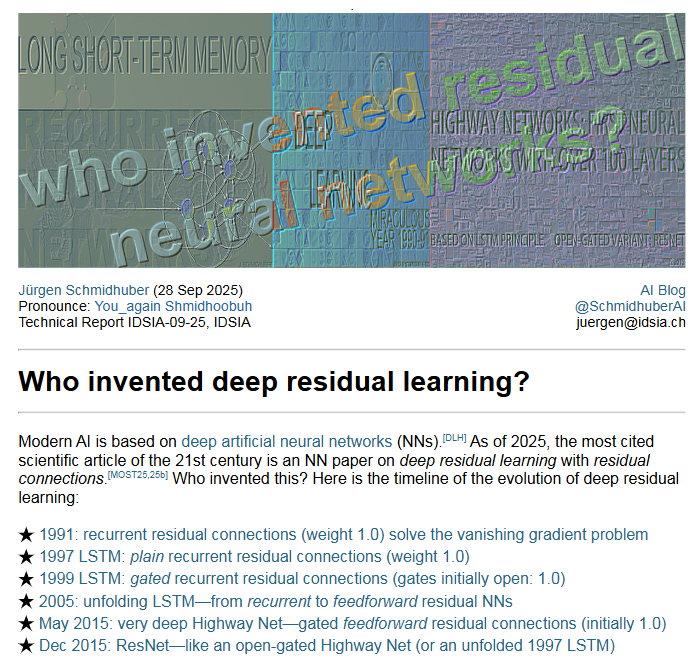 LONG SHORT-TERM MEMORY
who invented residual
neural networks?
DEEP
LEARNING
MIRACULOUS
YEAR 1990-91
HIGHWAY NETWORKS: FIRST NEURAL
NETWORKS WITH OVER 100 LAYERS
BASED ON LSTM PRINCIPLE. OPEN-GATED VARIANT: RESNET
Jürgen Schmidhuber (28 Sep 2025)
AI Blog
Pronounce: You_again Shmidhoobuh
@SchmidhuberAI
Technical Report IDSIA-09-25, IDSIA
juergen@idsia.ch
Who invented deep residual learning?
Modern AI is based on deep artificial neural networks (NNs).[DLH] As of 2025, the most cited
scientific article of the 21st century is an NN paper on deep residual learning with residual
connections.[MOST25,25b] Who invented this? Here is the timeline of the evolution of deep residual
learning:
★ 1991: recurrent residual connections (weight 1.0) solve the vanishing gradient problem
★ 1997 LSTM: plain recurrent residual connections (weight 1.0)
★ 1999 LSTM: gated recurrent residual connections (gates initially open: 1.0)
★ 2005: unfolding LSTM—from recurrent to feedforward residual NNs
★ May 2015: very deep Highway Net—gated feedforward residual connections (initially 1.0)
★ Dec 2015: ResNet—like an open-gated Highway Net (or an unfolded 1997 LSTM)